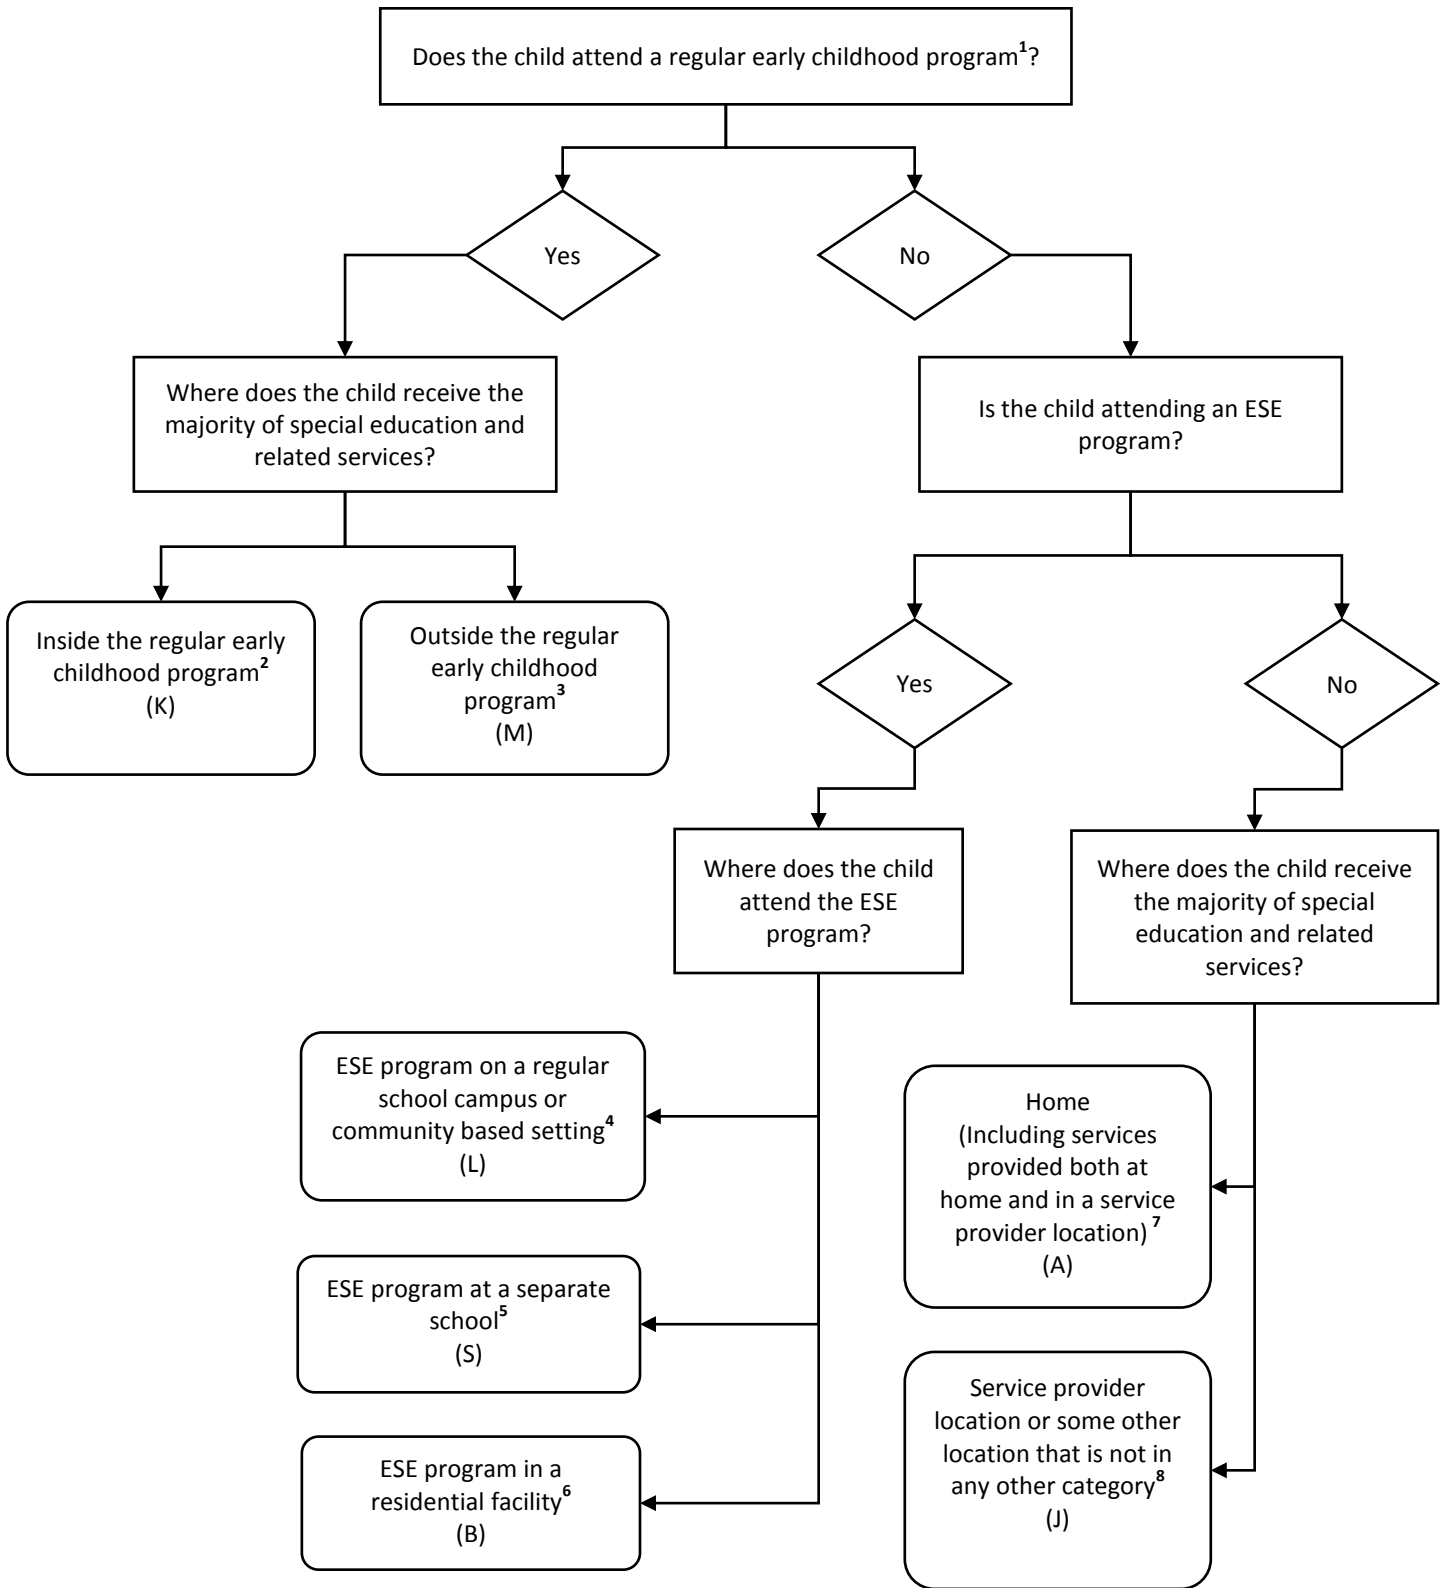 Does the child attend a regular early childhood program1?
Yes
No
Where does the child receive the
majority of special education and
related services?
Is the child attending an ESE
program?
Inside the regular early
childhood program2
(K)
Outside the regular
early childhood
program3
(M)
Yes
No
Where does the child
attend the ESE
program?
Where does the child receive
the majority of special
education and related
services?
ESE program on a regular
school campus or
community based setting4
(L)
ESE program at a separate
school5
(S)
ESE program in a
residential facility6
(B)
Home
(Including services
provided both at
home and in a service
provider location) 7
(A)
Service provider
location or some other
location that is not in
any other category8
(J)